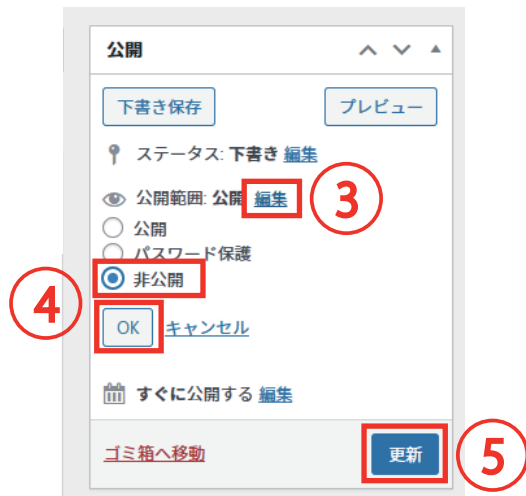 公開
下書き保存 プレビュー
ステータス: 下書き 編集
公開範囲: 公開 編集 3
公開
パスワード保護
非公開
4
OK キャンセル
すぐに公開する 編集
ゴミ箱へ移動 更新 5